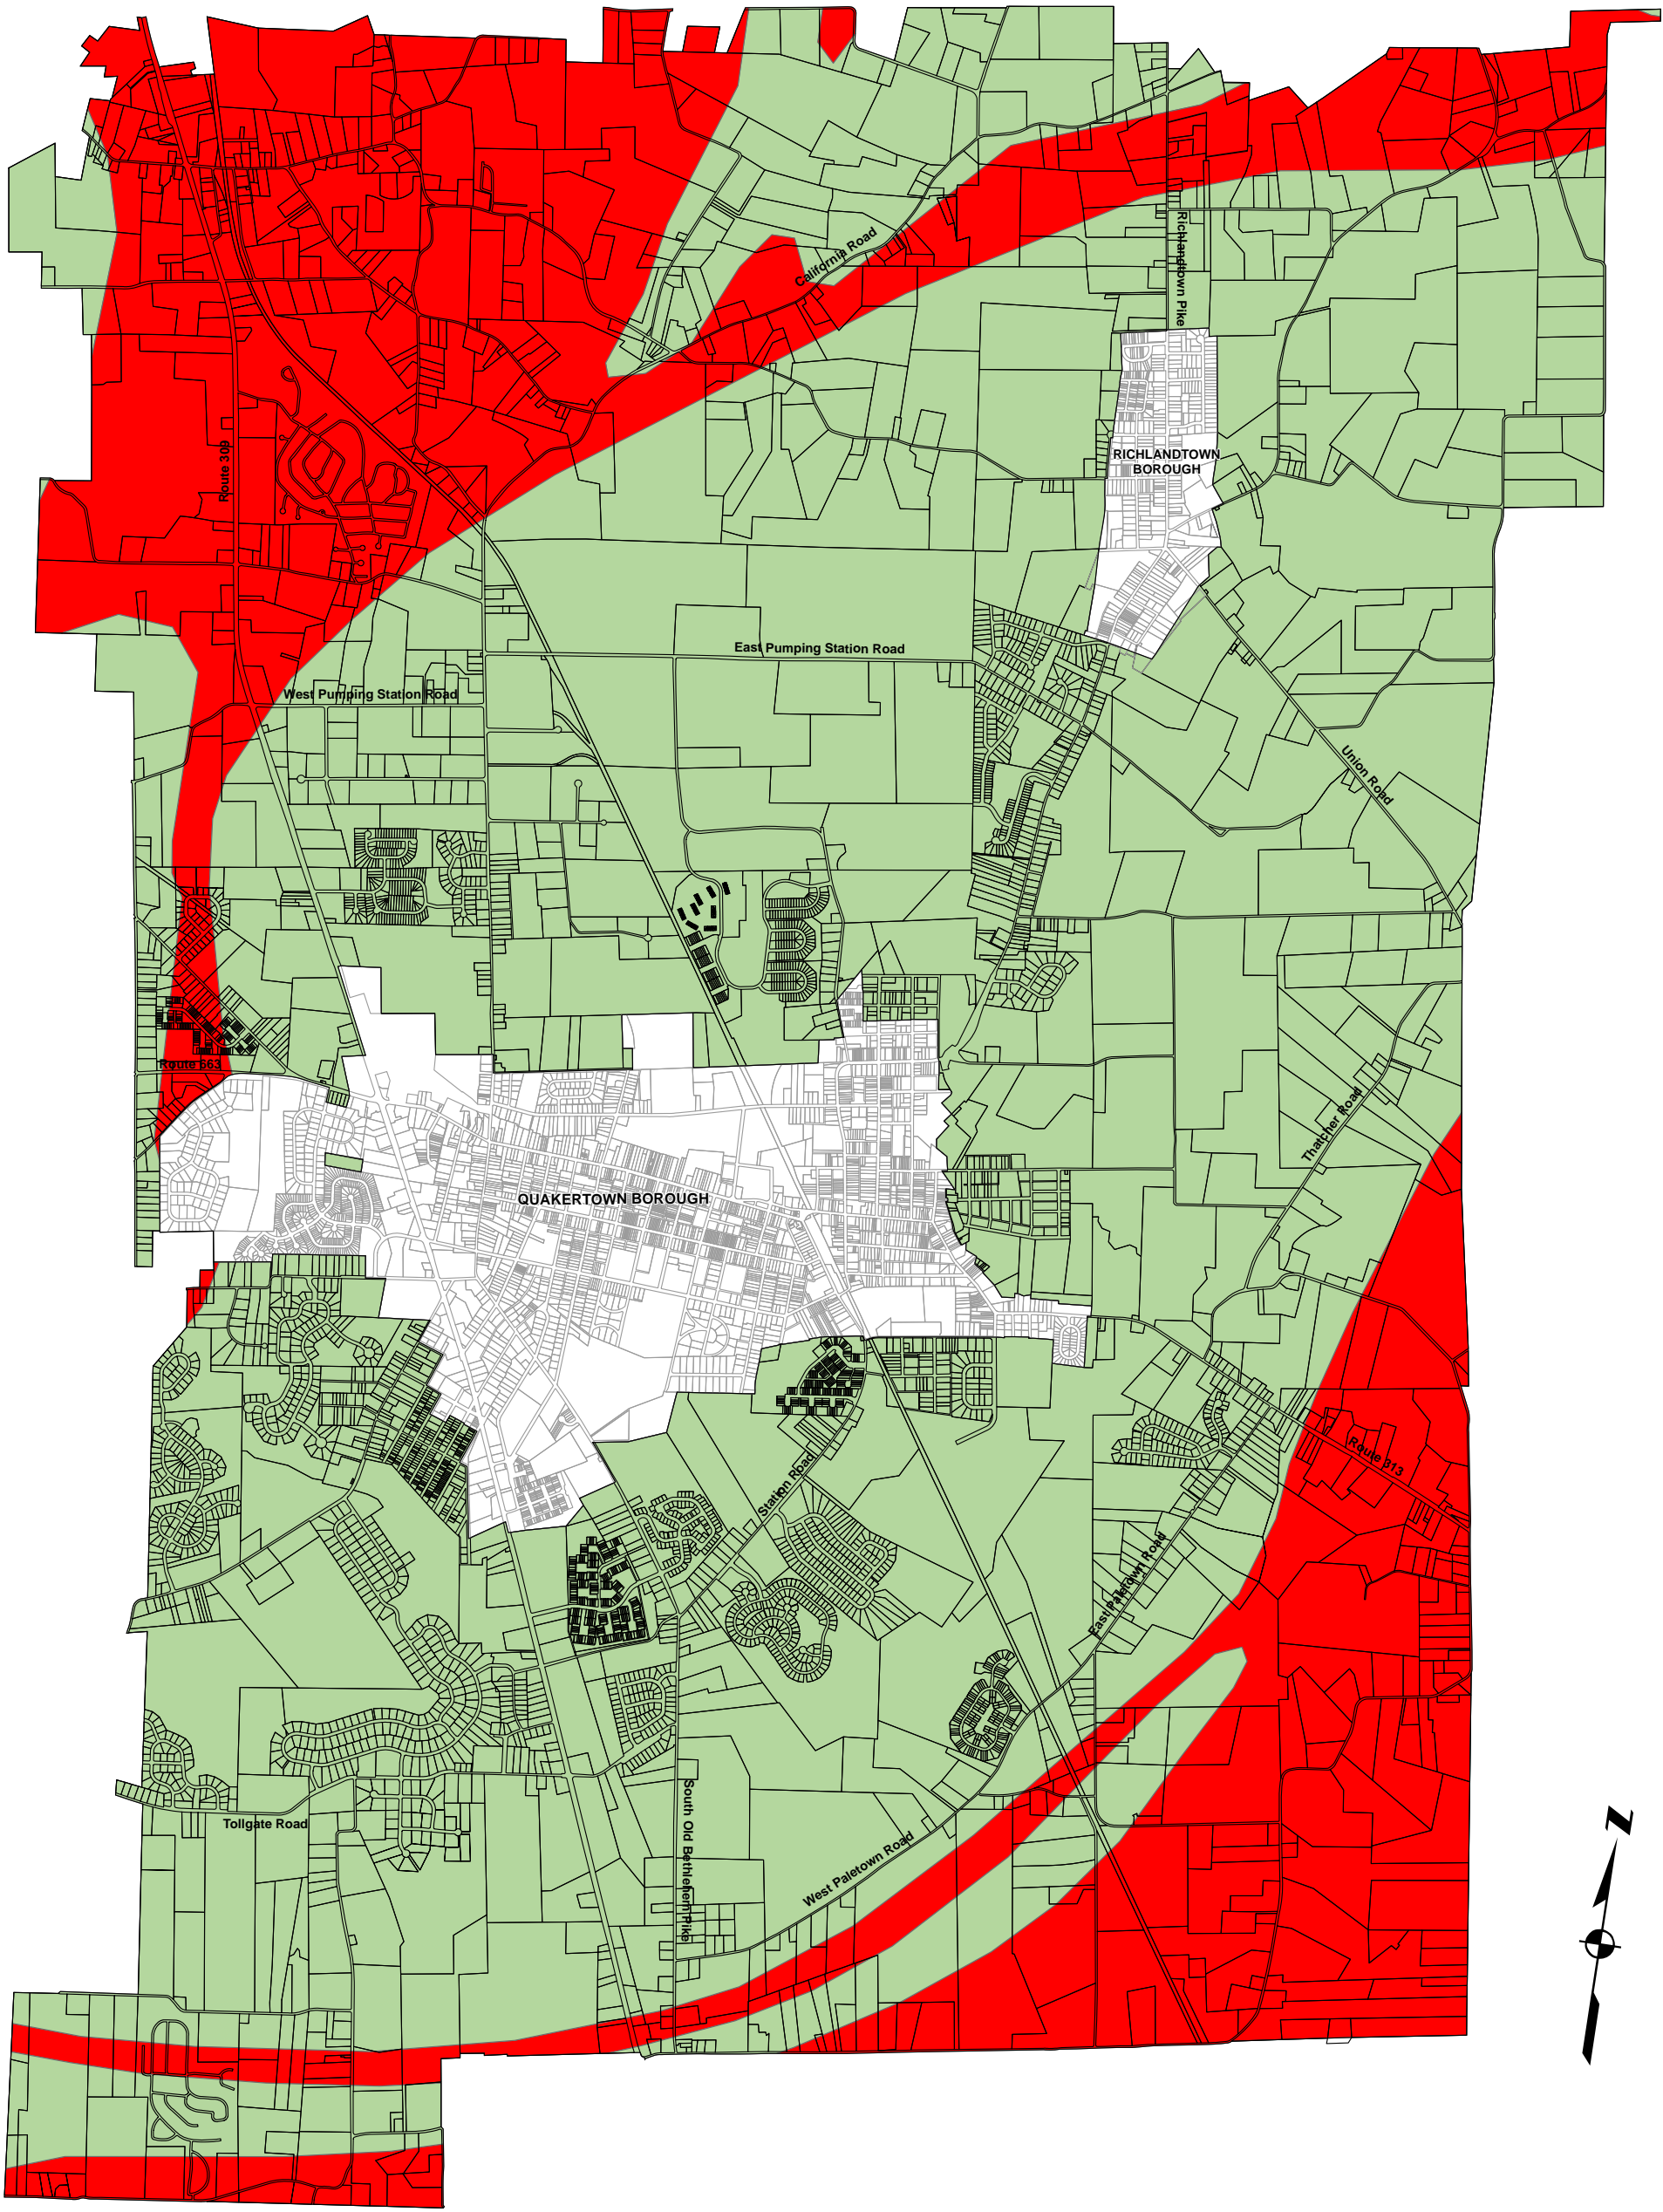 California Road
Richlandtown Pike
Route 309
RICHLANDTOWN
BOROUGH
East Pumping Station Road
West Pumping Station Road
Union Road
Route 663
Thatcher Road
QUAKERTOWN BOROUGH
Route 313
Station Road
East Paletown Road
South Old Bethlehem Pike
Tollgate Road
West Paletown Road
N